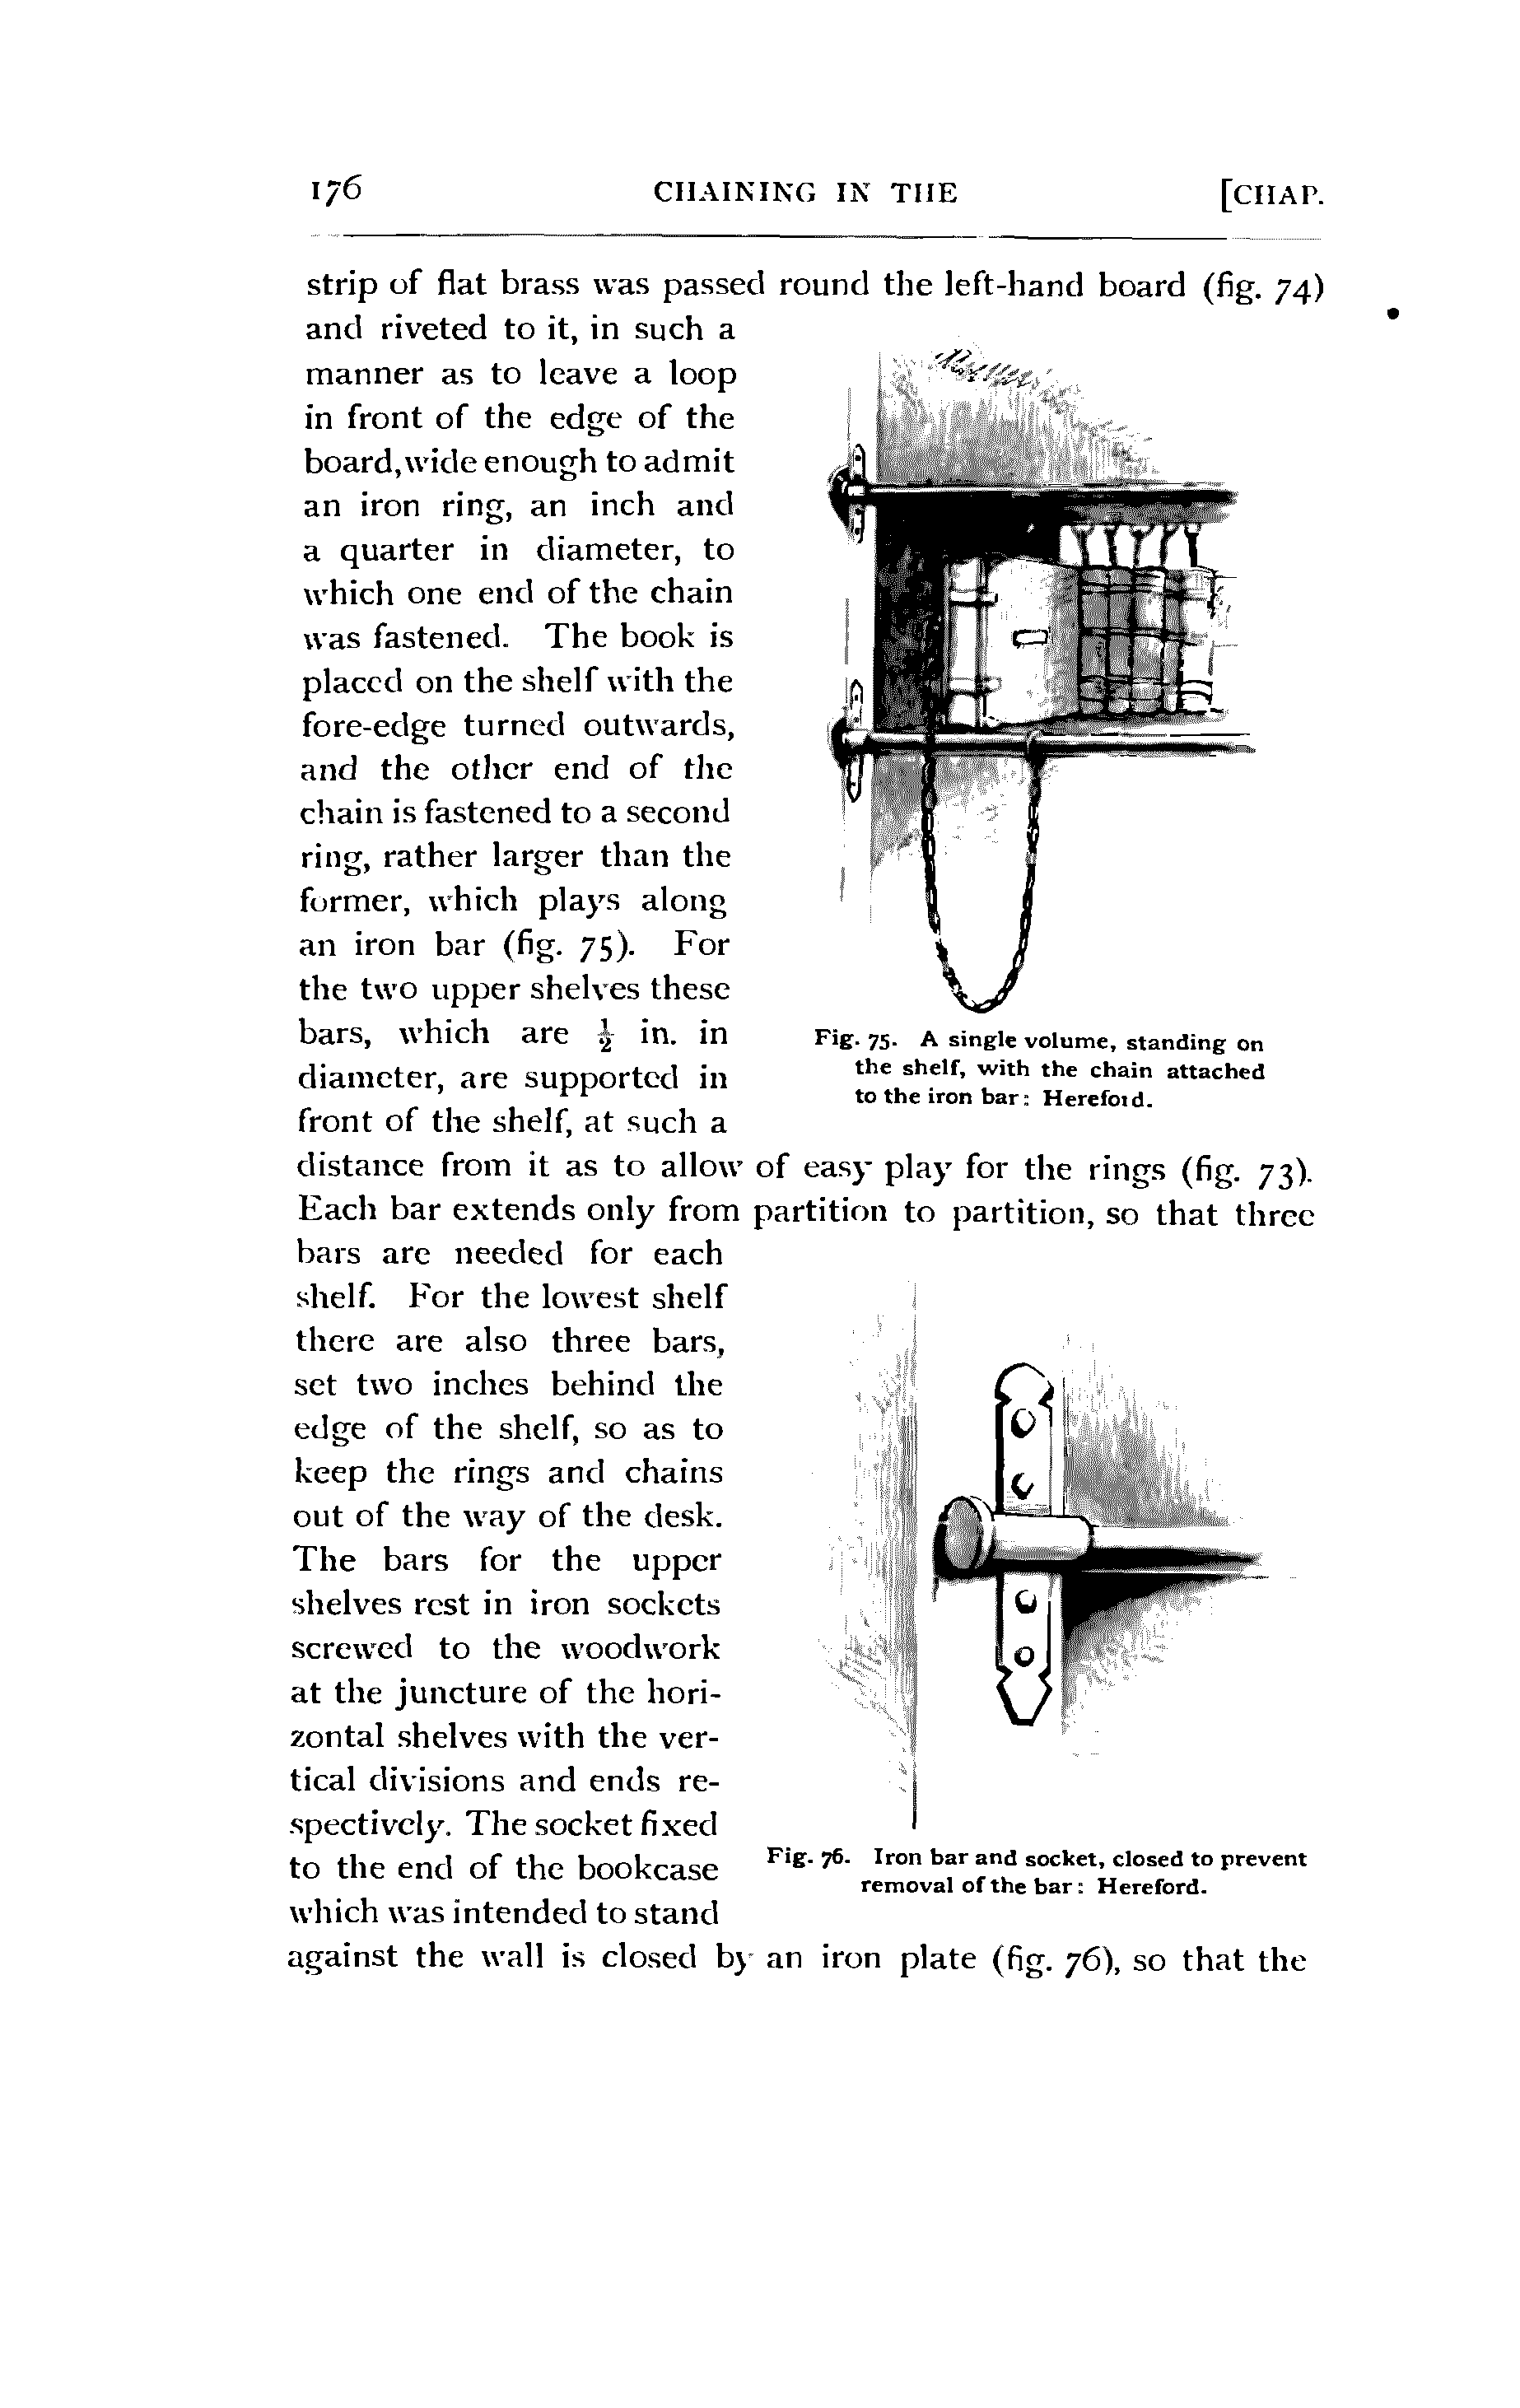 176 CHAINING IN THE [CHAP.
strip of flat brass was passed round the left-hand board (fig. 74)
and riveted to it, in such a
manner as to leave a loop
in front of the edge of the
board, wide enough to admit
an iron ring, an inch and
a quarter in diameter, to
which one end of the chain
was fastened. The book is
placed on the shelf with the
fore-edge turned outwards,
and the other end of the
chain is fastened to a second
ring, rather larger than the
former, which plays along
an iron bar (fig. 75). For
the two upper shelves these
bars, which are ½ in. in
diameter, are supported in
front of the shelf, at such a
Fig. 75. A single volume, standing on
the shelf, with the chain attached
to the iron bar: Hereford.
distance from it as to allow of easy play for the rings (fig. 73).
Each bar extends only from partition to partition, so that three
bars are needed for each
shelf. For the lowest shelf
there are also three bars,
set two inches behind the
edge of the shelf, so as to
keep the rings and chains
out of the way of the desk.
The bars for the upper
shelves rest in iron sockets
screwed to the woodwork
at the juncture of the hori-
zontal shelves with the ver-
tical divisions and ends re-
spectively. The socket fixed
to the end of the bookcase
which was intended to stand
Fig. 76. Iron bar and socket, closed to prevent
removal of the bar: Hereford.
against the wall is closed by an iron plate (fig. 76), so that the